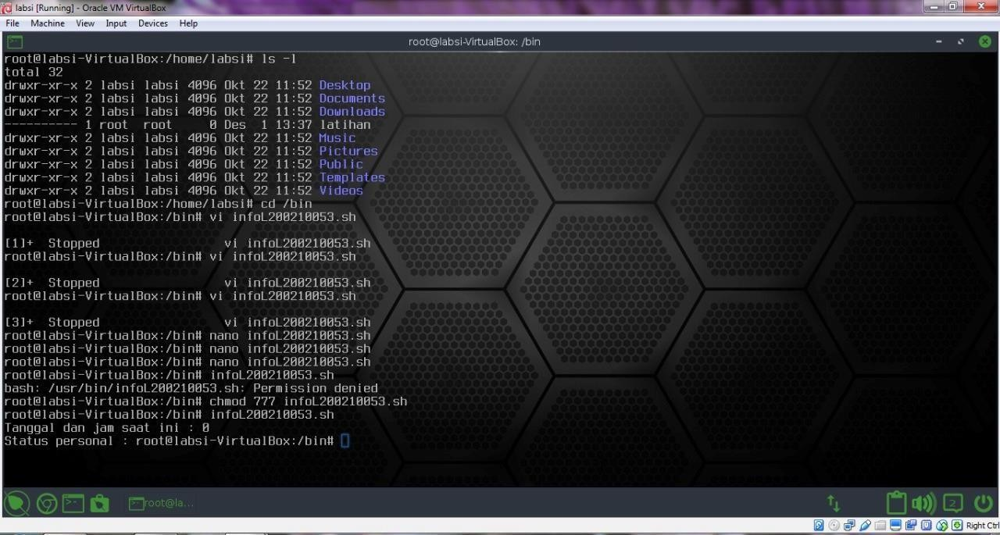 labsi [Running] - Oracle VM VirtualBox
File Machine View Input Devices Help
root@labsi-VirtualBox: /bin
root@labsi-VirtualBox:/home/labsi# ls -l
total 32
drwxr-xr-x 2 labsi labsi 4096 Okt 22 11:52 Desktop
drwxr-xr-x 2 labsi labsi 4096 Okt 22 11:52 Documents
drwxr-xr-x 2 labsi labsi 4096 Okt 22 11:52 Downloads
---------- 1 root  root     0 Des  1 13:37 latihan
drwxr-xr-x 2 labsi labsi 4096 Okt 22 11:52 Music
drwxr-xr-x 2 labsi labsi 4096 Okt 22 11:52 Pictures
drwxr-xr-x 2 labsi labsi 4096 Okt 22 11:52 Public
drwxr-xr-x 2 labsi labsi 4096 Okt 22 11:52 Templates
drwxr-xr-x 2 labsi labsi 4096 Okt 22 11:52 Videos
root@labsi-VirtualBox:/home/labsi# cd /bin
root@labsi-VirtualBox:/bin# vi infoL200210053.sh
[1]+  Stopped                 vi infoL200210053.sh
root@labsi-VirtualBox:/bin# vi infoL200210053.sh
[2]+  Stopped                 vi infoL200210053.sh
root@labsi-VirtualBox:/bin# vi infoL200210053.sh
[3]+  Stopped                 vi infoL200210053.sh
root@labsi-VirtualBox:/bin# nano infoL200210053.sh
root@labsi-VirtualBox:/bin# nano infoL200210053.sh
root@labsi-VirtualBox:/bin# nano infoL200210053.sh
root@labsi-VirtualBox:/bin# infoL200210053.sh
bash: /usr/bin/infoL200210053.sh: Permission denied
root@labsi-VirtualBox:/bin# chmod 777 infoL200210053.sh
root@labsi-VirtualBox:/bin# infoL200210053.sh
Tanggal dan jam saat ini : 0
Status personal : root@labsi-VirtualBox:/bin#
root@la...
2
Right Ctrl